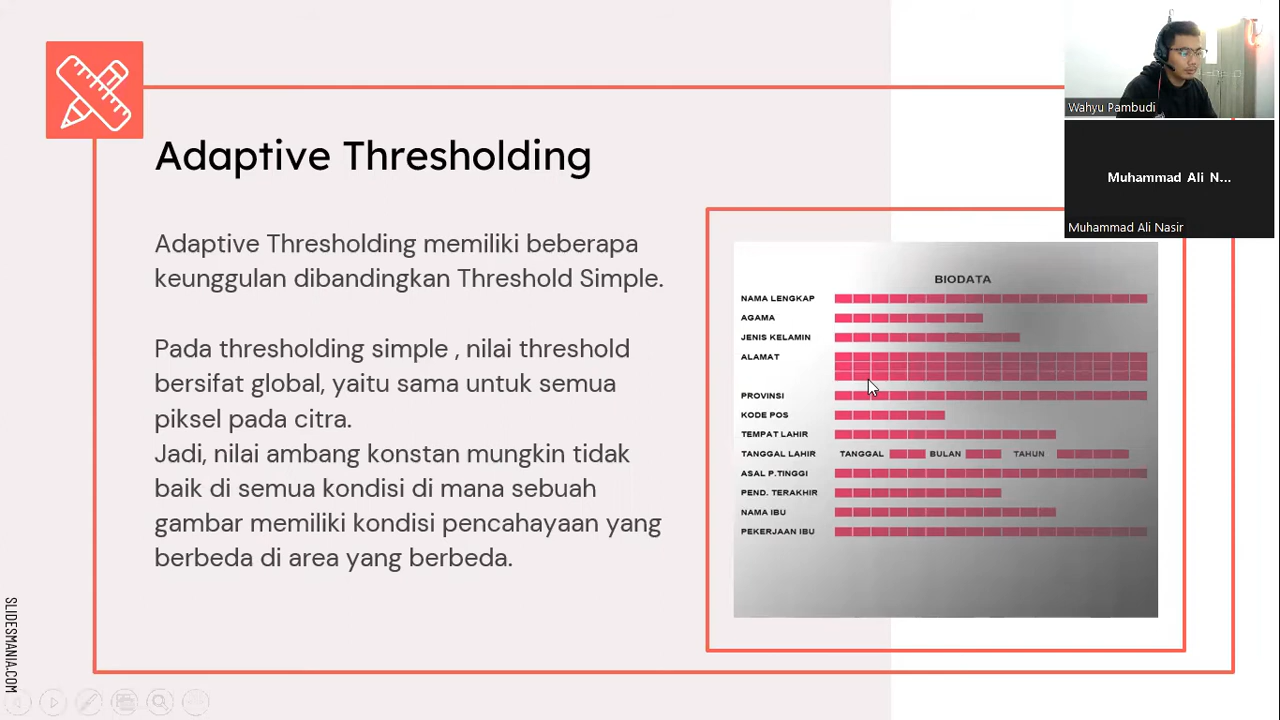 Adaptive Thresholding
Adaptive Thresholding memiliki beberapa
keunggulan dibandingkan Threshold Simple.
Pada thresholding simple , nilai threshold
bersifat global, yaitu sama untuk semua
piksel pada citra.
Jadi, nilai ambang konstan mungkin tidak
baik di semua kondisi di mana sebuah
gambar memiliki kondisi pencahayaan yang
berbeda di area yang berbeda.
BIODATA
NAMA LENGKAP
AGAMA
JENIS KELAMIN
ALAMAT
PROVINSI
KODE POS
TEMPAT LAHIR
TANGGAL LAHIR TANGGAL BULAN TAHUN
ASAL P.TINGGI
PEND. TERAKHIR
NAMA IBU
PEKERJAAN IBU
Wahyu Pambudi
Muhammad Ali N...
Muhammad Ali Nasir
SLIDESMANIA.COM